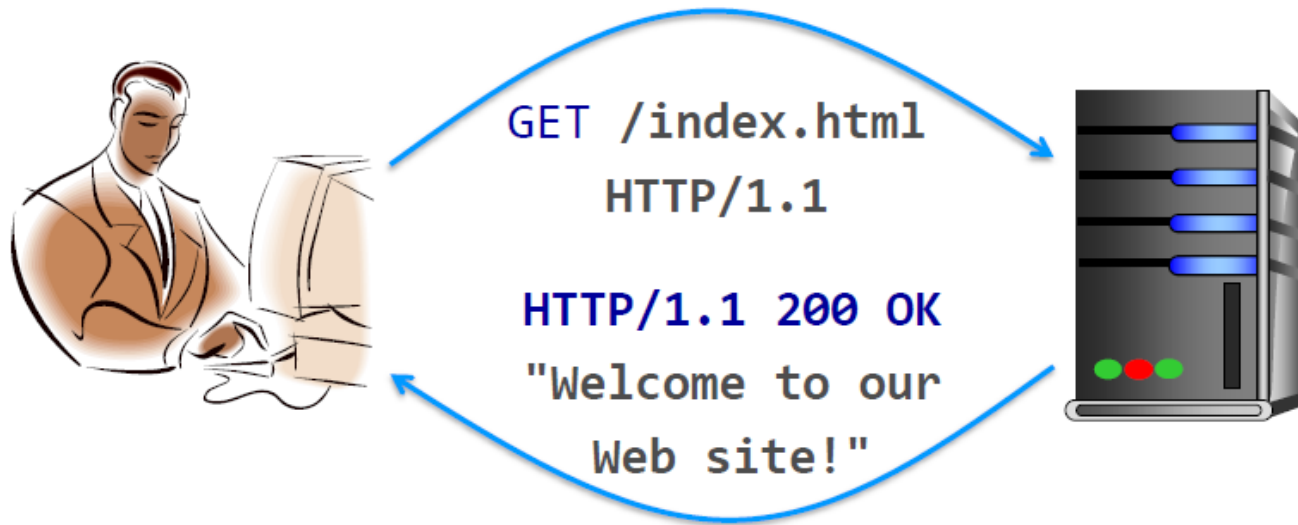 GET /index.html
HTTP/1.1
HTTP/1.1 200 OK
"Welcome to our
Web site!"